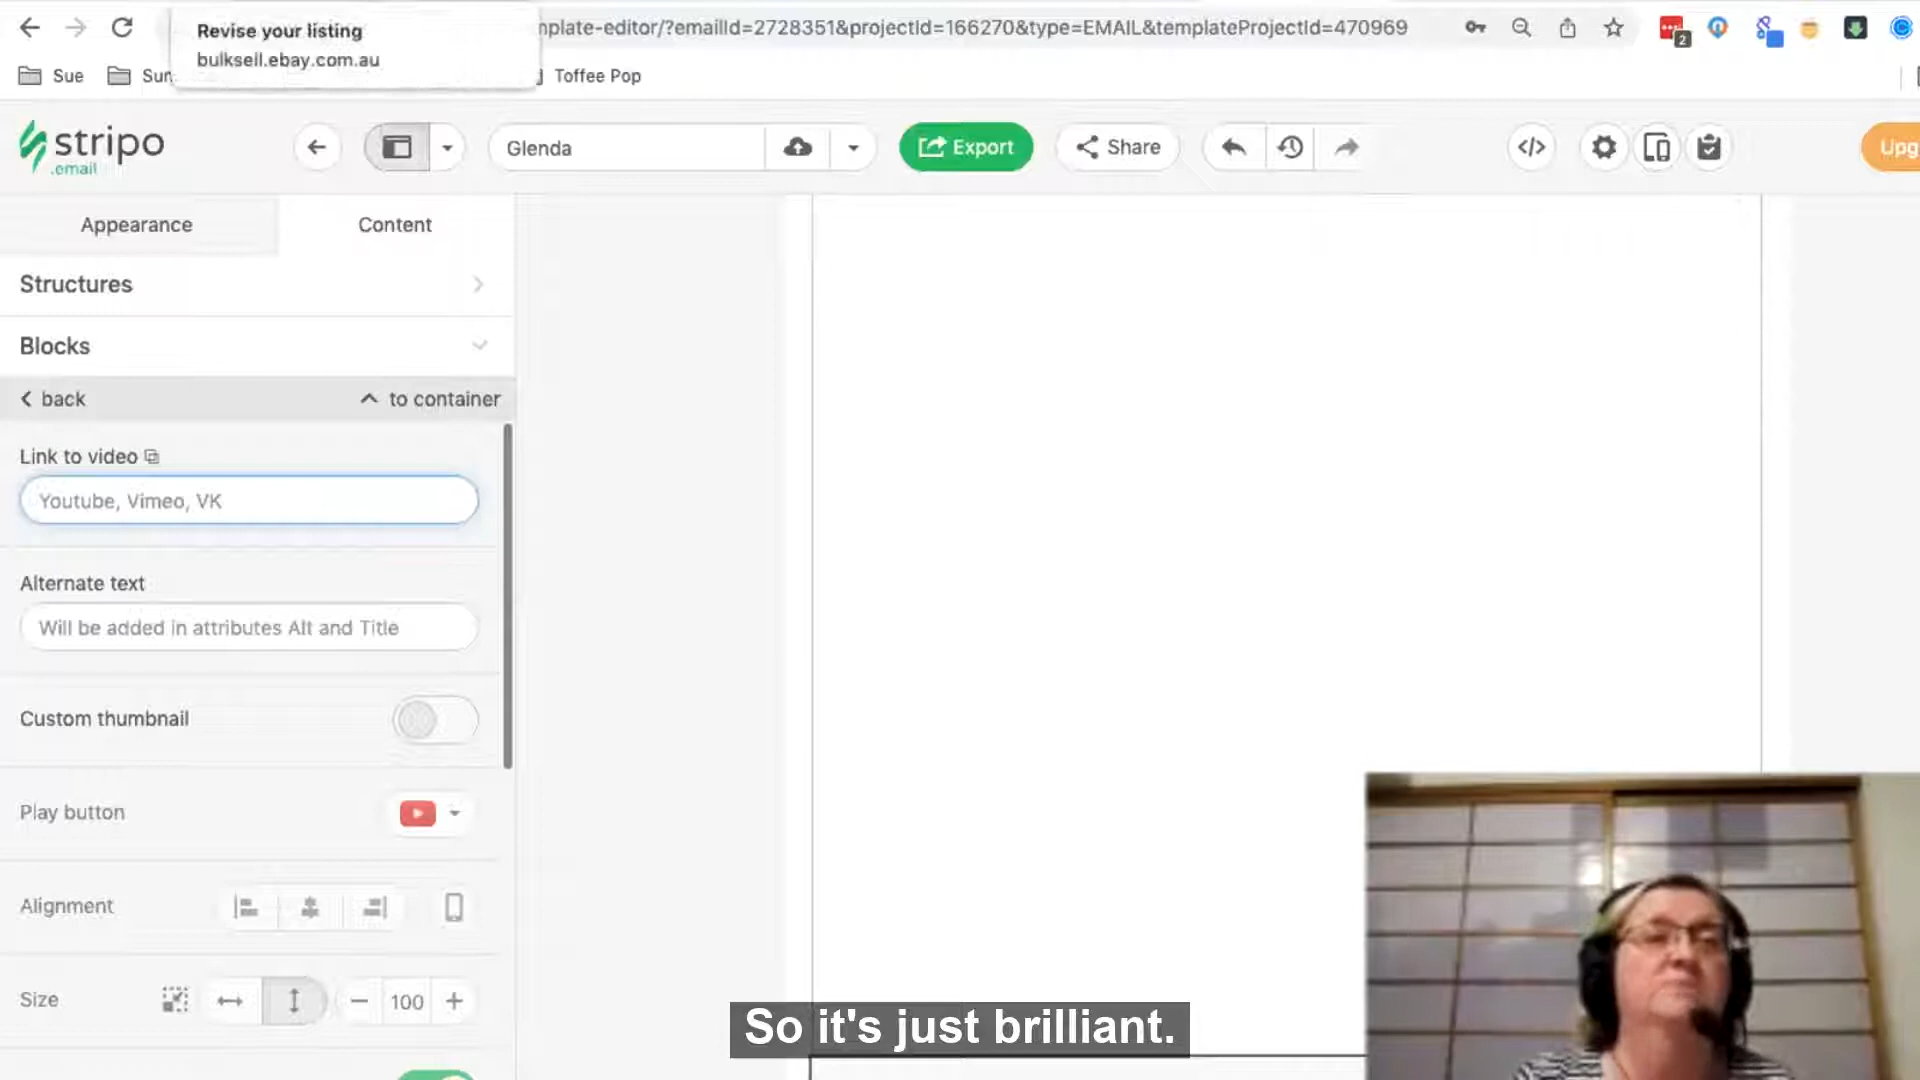 Revise your listing
bulksell.ebay.com.au
nplate-editor/?emailId=2728351&projectId=166270&type=EMAIL&templateProjectId=470969
2
Sue
Sur
Toffee Pop
stripo
.email
Glenda
Export
Share
</>
Upg
Appearance
Content
Structures
Blocks
back
to container
Link to video
Youtube, Vimeo, VK
Alternate text
Will be added in attributes Alt and Title
Custom thumbnail
Play button
Alignment
Size
100
So it's just brilliant.